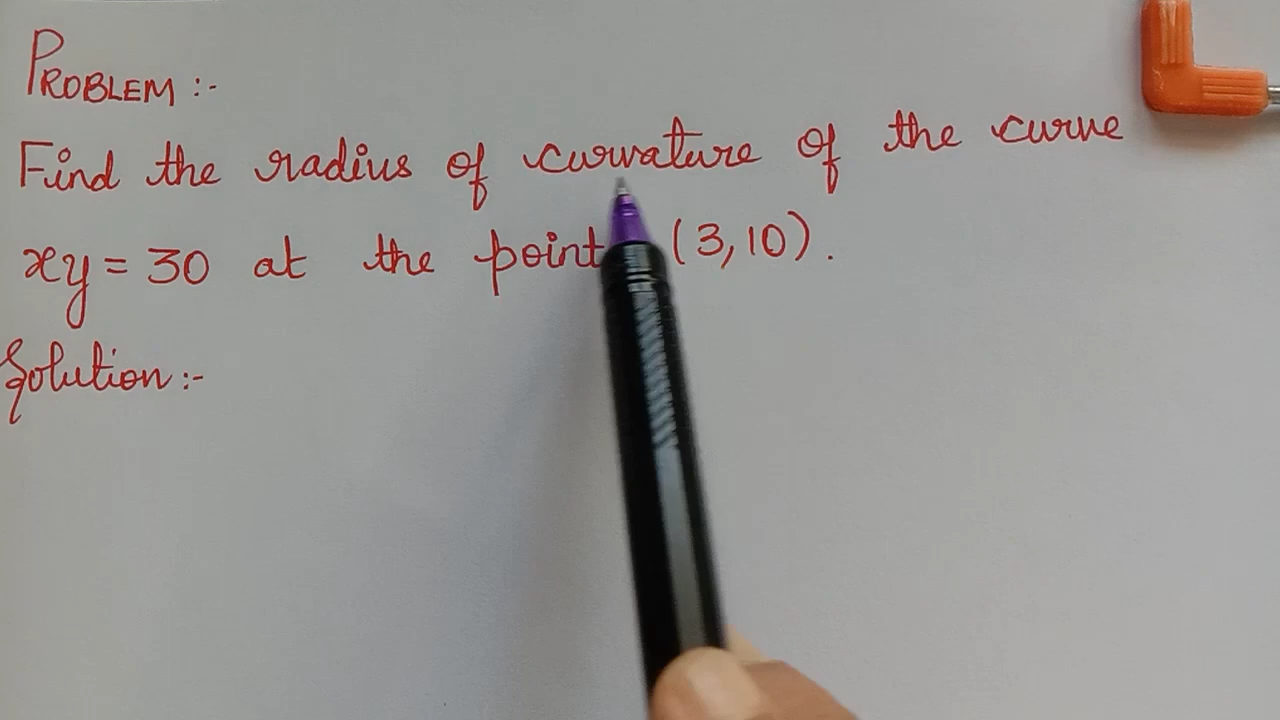 PROBLEM :-
Find the radius of curvature of the curve
xy = 30 at the point (3,10).
Solution :-